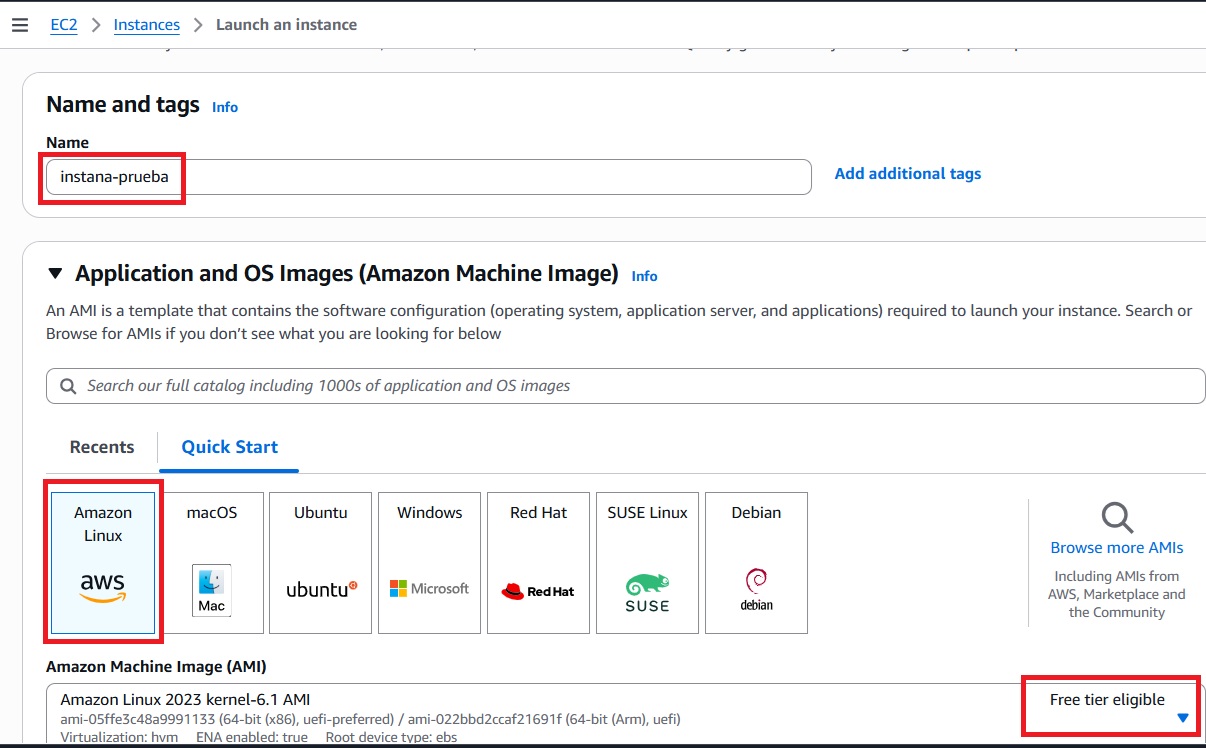 EC2 > Instances > Launch an instance
Name and tags Info
Name
instana-prueba
Add additional tags
Application and OS Images (Amazon Machine Image) Info
An AMI is a template that contains the software configuration (operating system, application server, and applications) required to launch your instance. Search or
Browse for AMIs if you don’t see what you are looking for below
Search our full catalog including 1000s of application and OS images
Recents
Quick Start
Amazon
Linux
aws
macOS
Mac
Ubuntu
ubuntu
Windows
Microsoft
Red Hat
Red Hat
SUSE Linux
SUSE
Debian
debian
Browse more AMIs
Including AMIs from
AWS, Marketplace and
the Community
Amazon Machine Image (AMI)
Amazon Linux 2023 kernel-6.1 AMI
Free tier eligible
ami-05ffe3c48a9991133 (64-bit (x86), uefi-preferred) / ami-022bbd2ccaf21691f (64-bit (Arm), uefi)
Virtualization: hvm ENA enabled: true Root device type: ebs